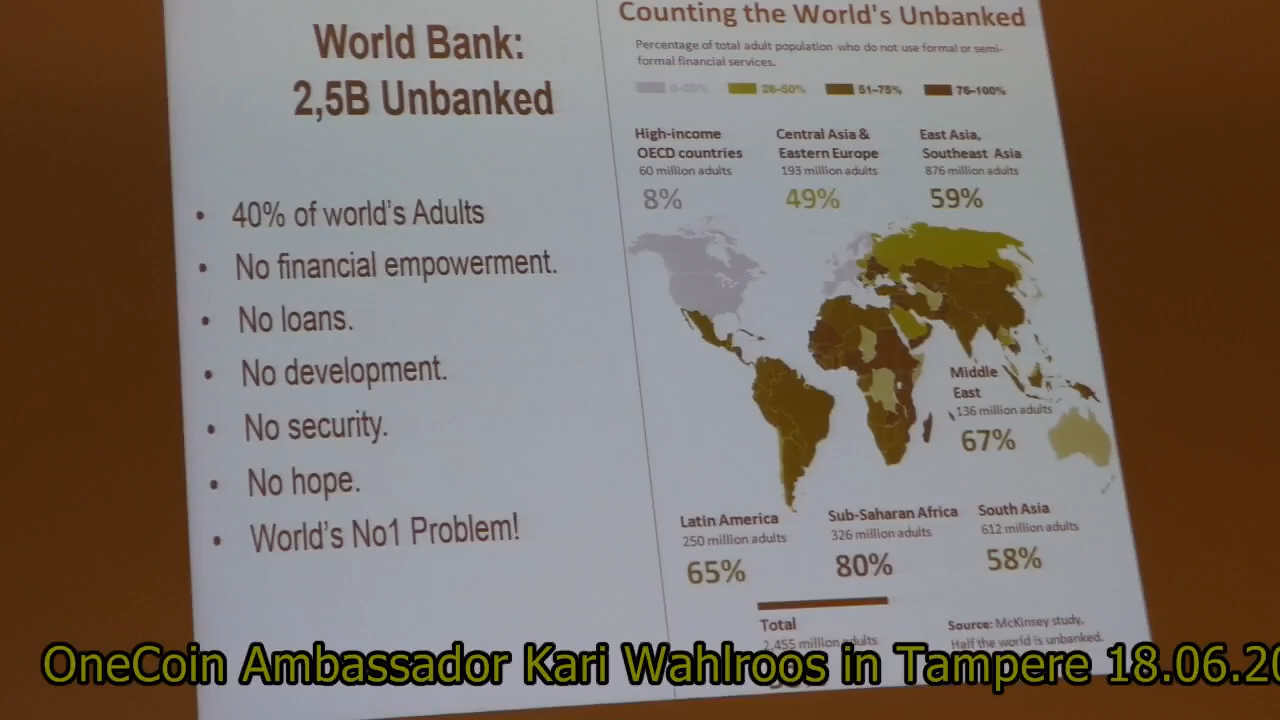 World Bank:
2,5B Unbanked
• 40% of world's Adults
• No financial empowerment.
• No loans.
• No development.
• No security.
• No hope.
• World's No1 Problem!
Counting the World's Unbanked
Percentage of total adult population who do not use formal or semi-
formal financial services.
0–25% 26–50% 51–75% 76–100%
High-income
OECD countries
60 million adults
8%
Central Asia &
Eastern Europe
193 million adults
49%
East Asia,
Southeast Asia
876 million adults
59%
Middle
East
136 million adults
67%
Latin America
250 million adults
65%
Sub-Saharan Africa
326 million adults
80%
South Asia
612 million adults
58%
Total
2,455 million adults
Source: McKinsey study,
Half the world is unbanked.
OneCoin Ambassador Kari Wahlroos in Tampere 18.06.20